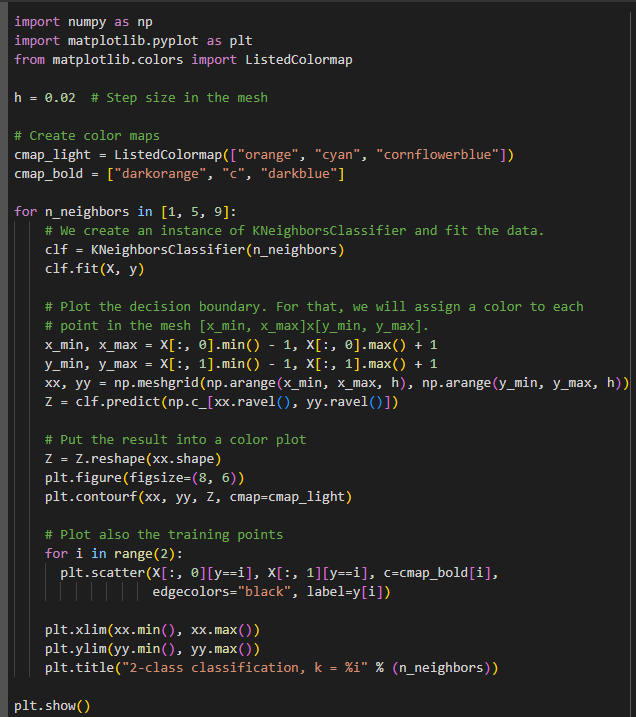 import numpy as np
import matplotlib.pyplot as plt
from matplotlib.colors import ListedColormap

h = 0.02  # Step size in the mesh

# Create color maps
cmap_light = ListedColormap(["orange", "cyan", "cornflowerblue"])
cmap_bold = ["darkorange", "c", "darkblue"]

for n_neighbors in [1, 5, 9]:
    # We create an instance of KNeighborsClassifier and fit the data.
    clf = KNeighborsClassifier(n_neighbors)
    clf.fit(X, y)

    # Plot the decision boundary. For that, we will assign a color to each
    # point in the mesh [x_min, x_max]x[y_min, y_max].
    x_min, x_max = X[:, 0].min() - 1, X[:, 0].max() + 1
    y_min, y_max = X[:, 1].min() - 1, X[:, 1].max() + 1
    xx, yy = np.meshgrid(np.arange(x_min, x_max, h), np.arange(y_min, y_max, h))
    Z = clf.predict(np.c_[xx.ravel(), yy.ravel()])

    # Put the result into a color plot
    Z = Z.reshape(xx.shape)
    plt.figure(figsize=(8, 6))
    plt.contourf(xx, yy, Z, cmap=cmap_light)

    # Plot also the training points
    for i in range(2):
      plt.scatter(X[:, 0][y==i], X[:, 1][y==i], c=cmap_bold[i],
                  edgecolors="black", label=y[i])

    plt.xlim(xx.min(), xx.max())
    plt.ylim(yy.min(), yy.max())
    plt.title("2-class classification, k = %i" % (n_neighbors))

plt.show()